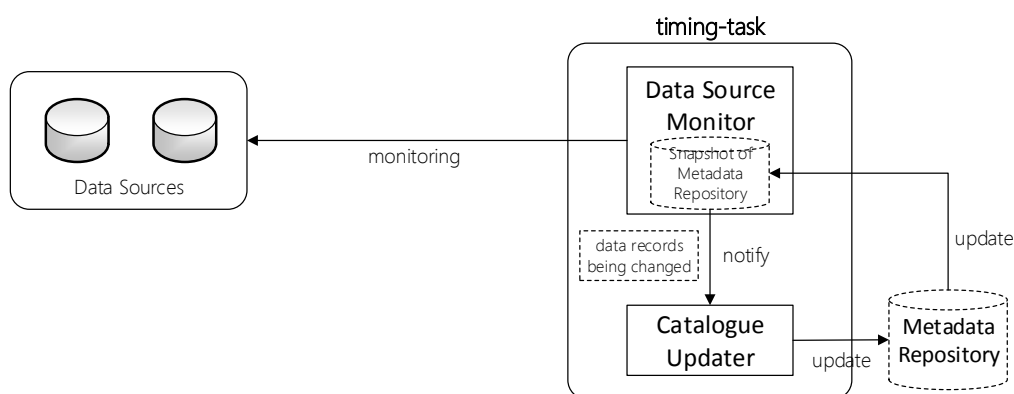 timing-task
Data Source
Monitor
Snapshot of
Metadata
Repository
Data Sources
monitoring
data records
being changed
notify
update
Catalogue
Updater
update
Metadata
Repository